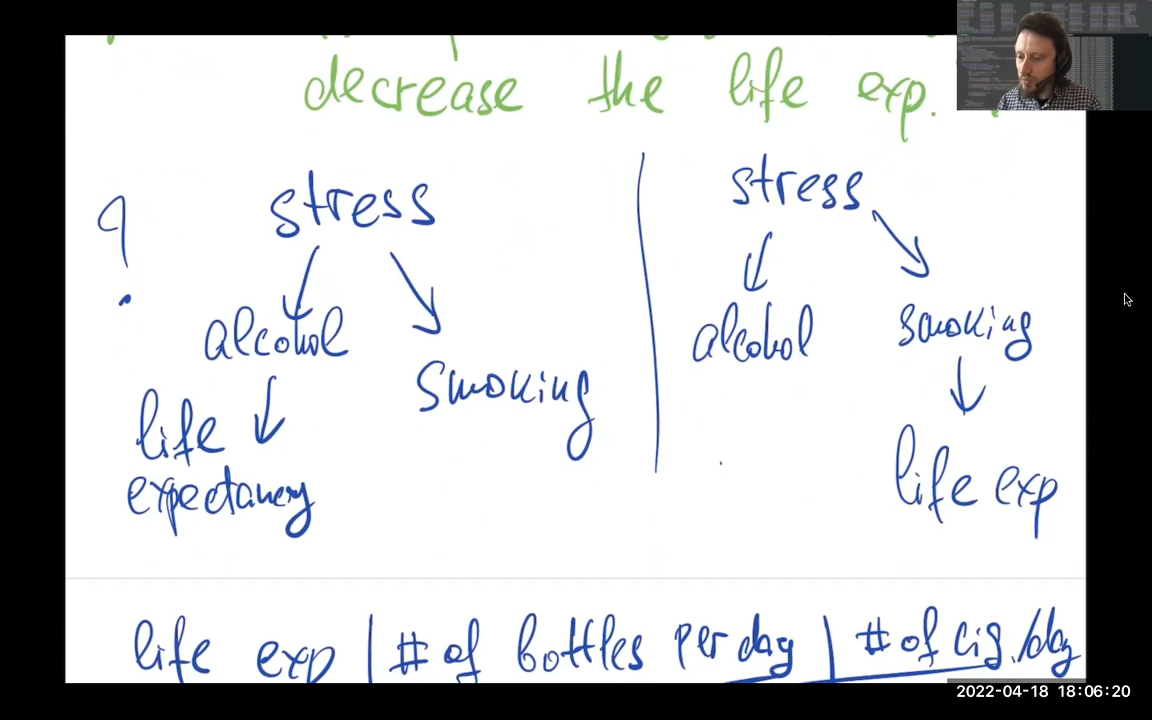 decrease the life exp.
?
stress
alcohol
smoking
life
expectancy
stress
alcohol
smoking
life exp
life exp | # of bottles per day | # of cig./day
2022-04-18 18:06:20